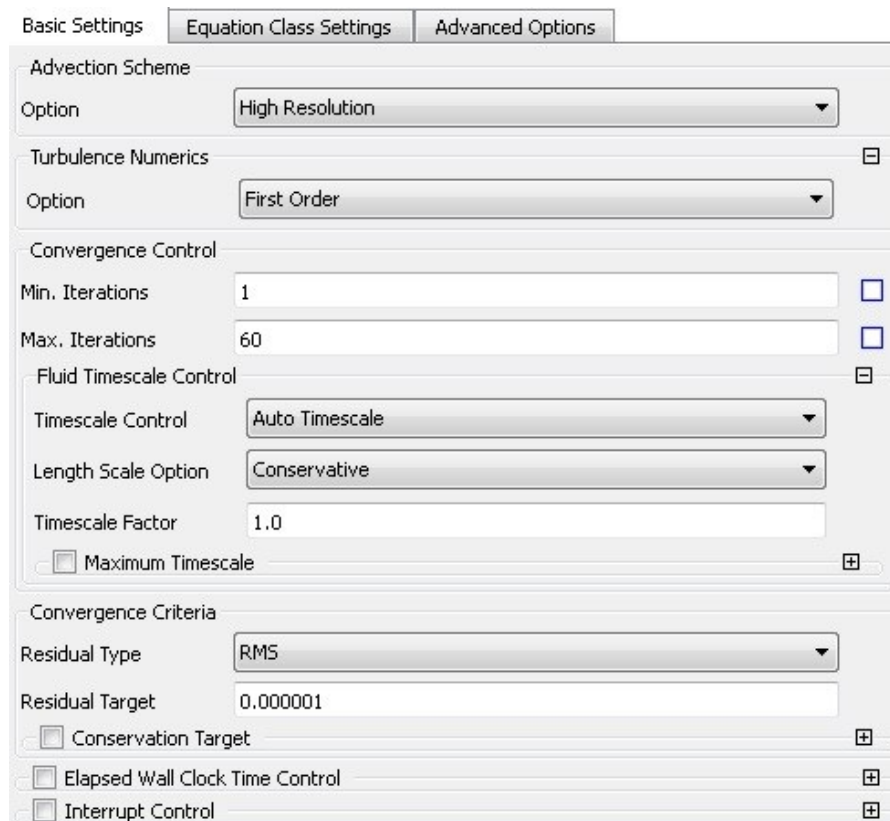 Basic Settings Equation Class Settings Advanced Options
Advection Scheme
Option High Resolution
Turbulence Numerics
Option First Order
Convergence Control
Min. Iterations 1
Max. Iterations 60
Fluid Timescale Control
Timescale Control Auto Timescale
Length Scale Option Conservative
Timescale Factor 1.0
Maximum Timescale
Convergence Criteria
Residual Type RMS
Residual Target 0.000001
Conservation Target
Elapsed Wall Clock Time Control
Interrupt Control